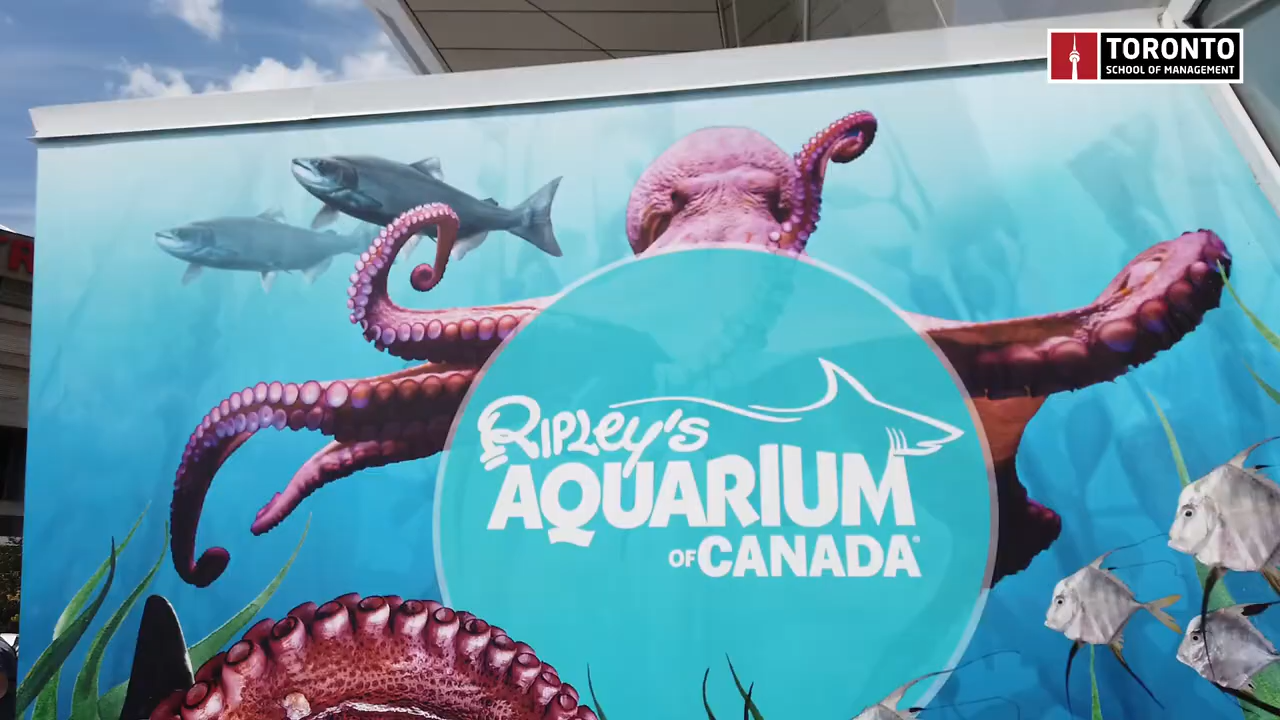 TORONTO
SCHOOL OF MANAGEMENT
RIPLEY'S
AQUARIUM
OF CANADA®